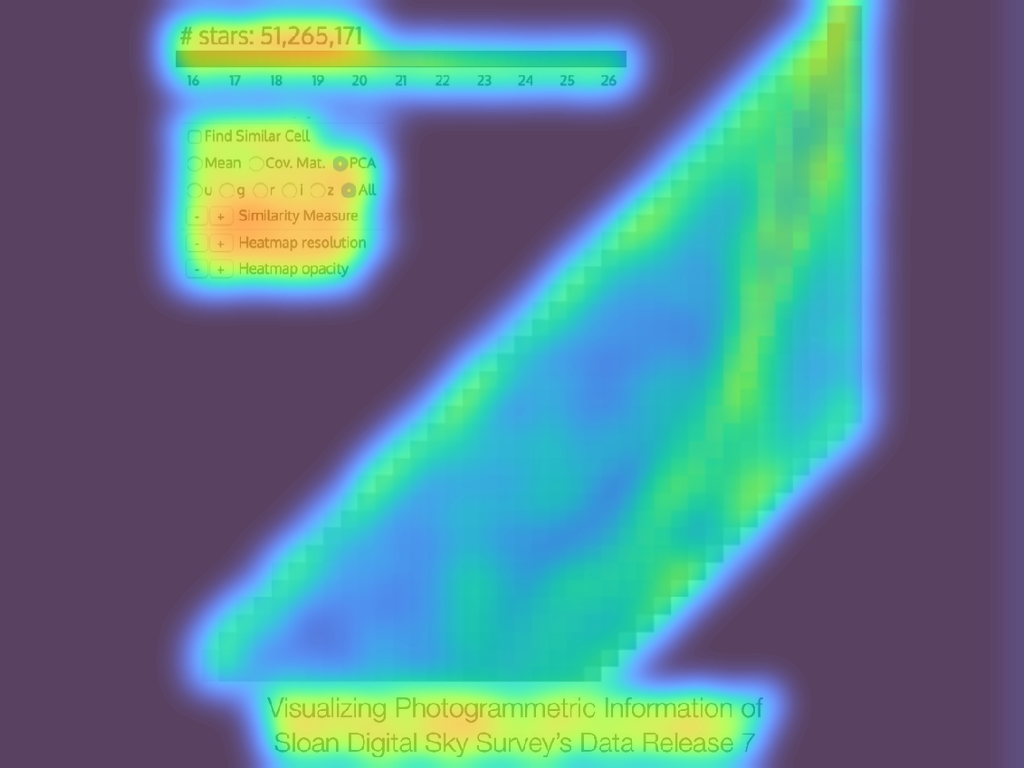 # stars: 51,265,171
16 17 18 19 20 21 22 23 24 25 26
Find Similar Cell
Mean Cov. Mat. PCA
u g r i z All
- + Similarity Measure
- + Heatmap resolution
- + Heatmap opacity
Visualizing Photogrammetric Information of
Sloan Digital Sky Survey's Data Release 7